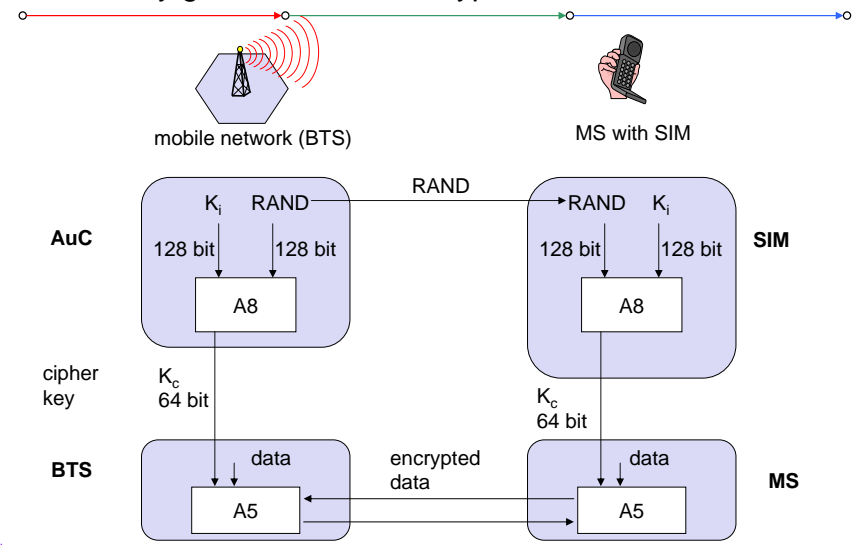 mobile network (BTS)
MS with SIM
RAND
AuC
Ki RAND
128 bit 128 bit
A8
RAND Ki
128 bit 128 bit
A8
SIM
cipher
key
Kc
64 bit
Kc
64 bit
BTS
data
A5
encrypted
data
data
A5
MS